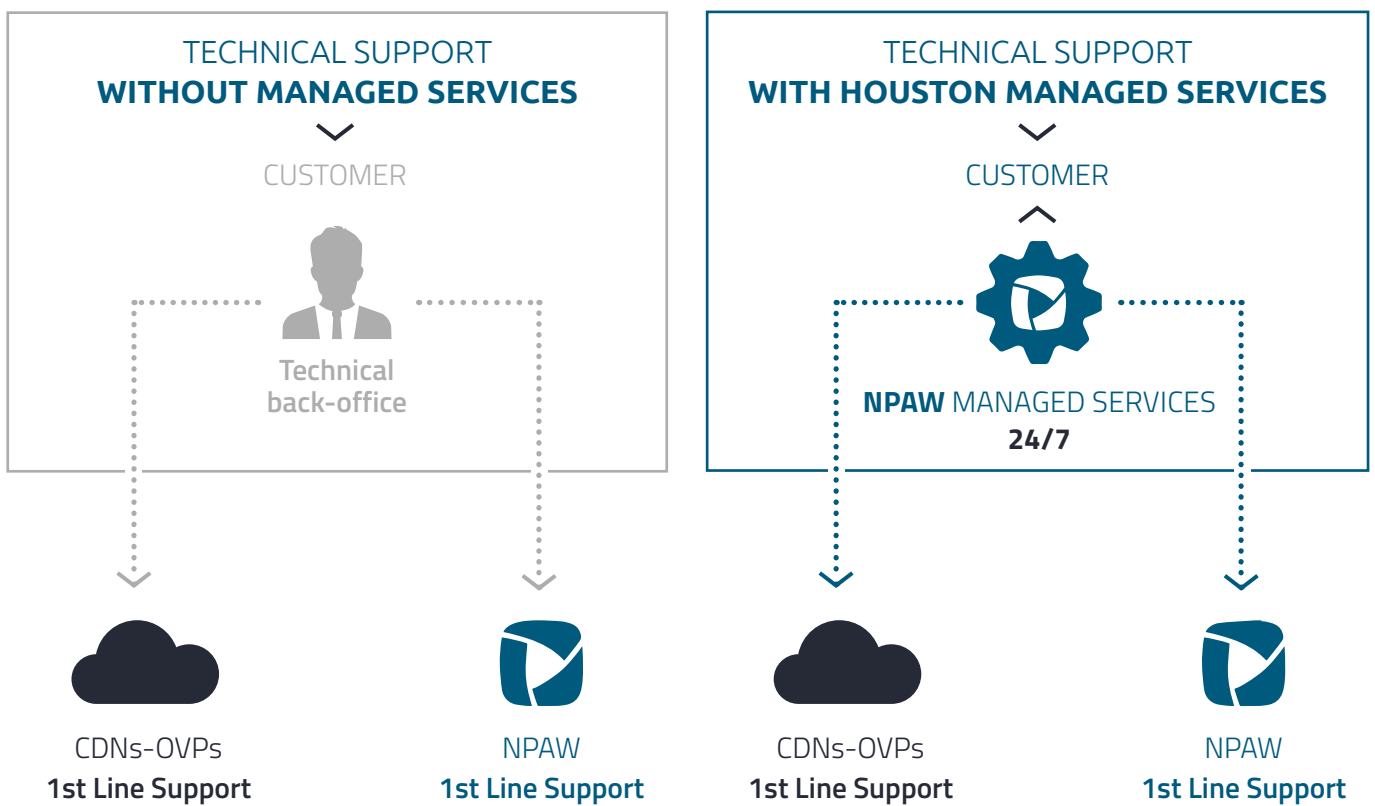 TECHNICAL SUPPORT
WITHOUT MANAGED SERVICES
CUSTOMER
Technical
back-office
CDNs-OVPs
1st Line Support
NPAW
1st Line Support
TECHNICAL SUPPORT
WITH HOUSTON MANAGED SERVICES
CUSTOMER
NPAW MANAGED SERVICES
24/7
CDNs-OVPs
1st Line Support
NPAW
1st Line Support